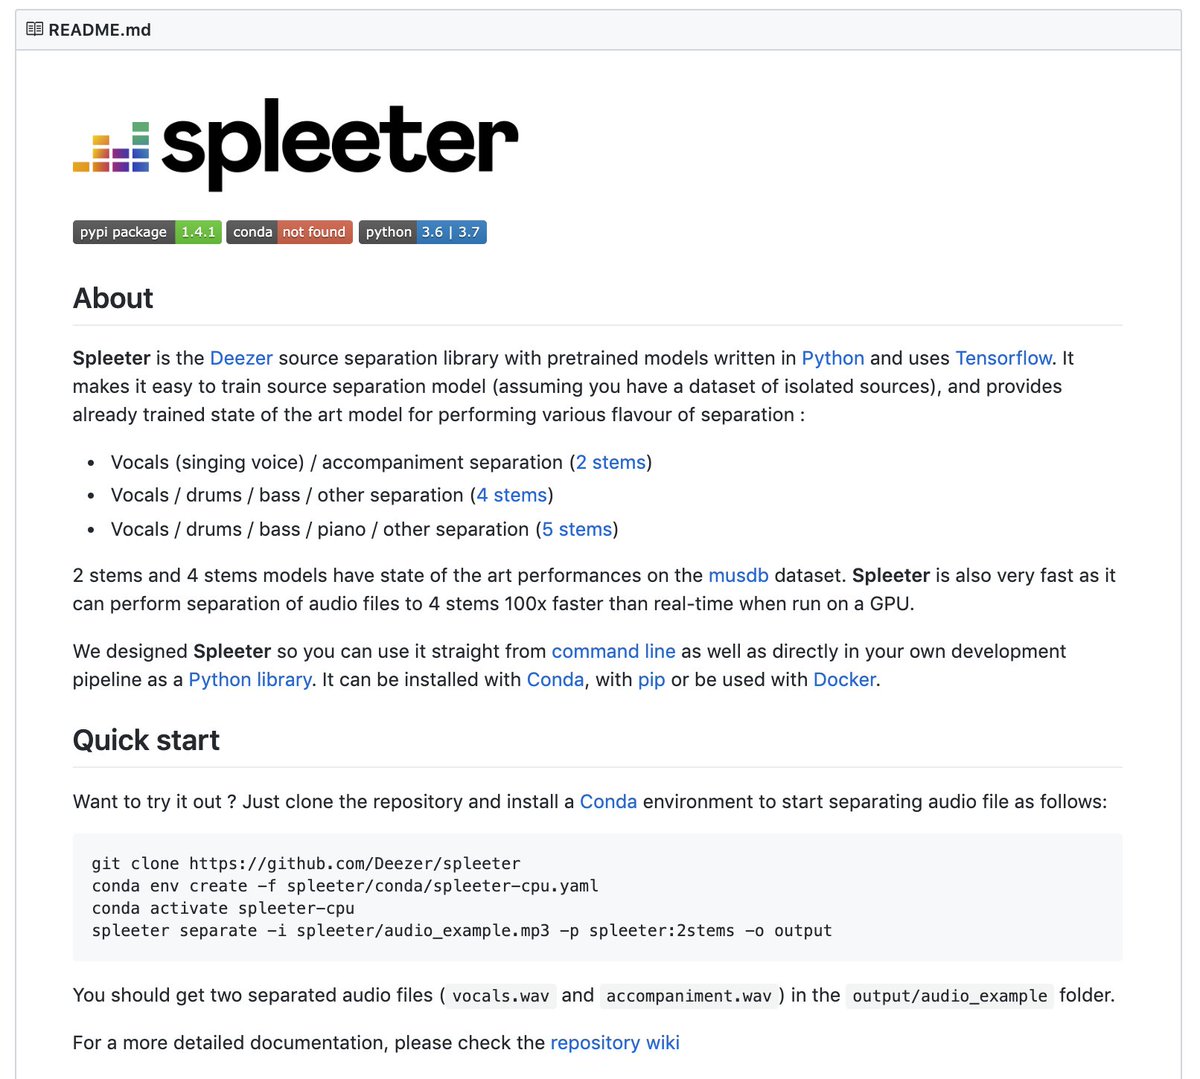 README.md
spleeter
pypi package 1.4.1 conda not found python 3.6 | 3.7
About
Spleeter is the Deezer source separation library with pretrained models written in Python and uses Tensorflow. It
makes it easy to train source separation model (assuming you have a dataset of isolated sources), and provides
already trained state of the art model for performing various flavour of separation :
• Vocals (singing voice) / accompaniment separation (2 stems)
• Vocals / drums / bass / other separation (4 stems)
• Vocals / drums / bass / piano / other separation (5 stems)
2 stems and 4 stems models have state of the art performances on the musdb dataset. Spleeter is also very fast as it
can perform separation of audio files to 4 stems 100x faster than real-time when run on a GPU.
We designed Spleeter so you can use it straight from command line as well as directly in your own development
pipeline as a Python library. It can be installed with Conda, with pip or be used with Docker.
Quick start
Want to try it out ? Just clone the repository and install a Conda environment to start separating audio file as follows:
git clone https://github.com/Deezer/spleeter
conda env create -f spleeter/conda/spleeter-cpu.yaml
conda activate spleeter-cpu
spleeter separate -i spleeter/audio_example.mp3 -p spleeter:2stems -o output
You should get two separated audio files ( vocals.wav and accompaniment.wav ) in the output/audio_example folder.
For a more detailed documentation, please check the repository wiki